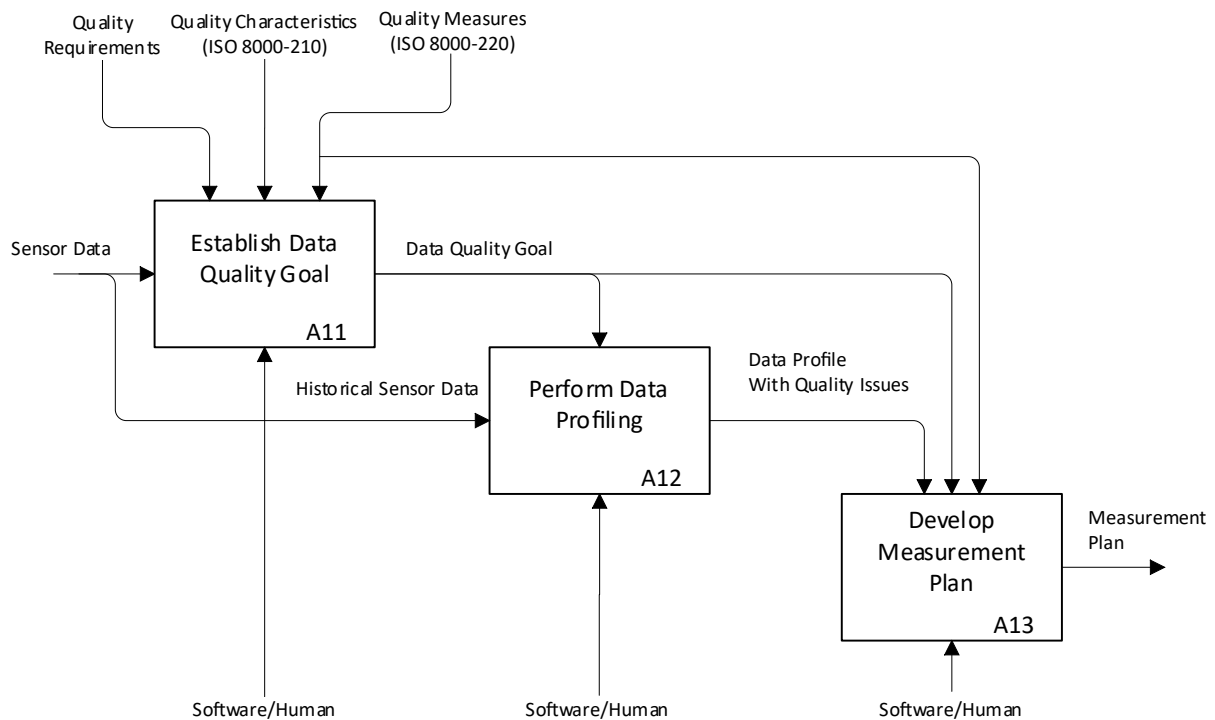 Quality
Requirements
Quality Characteristics
(ISO 8000-210)
Quality Measures
(ISO 8000-220)
Sensor Data
Establish Data
Quality Goal
A11
Data Quality Goal
Historical Sensor Data
Perform Data
Profiling
A12
Data Profile
With Quality Issues
Develop
Measurement
Plan
A13
Measurement
Plan
Software/Human
Software/Human
Software/Human